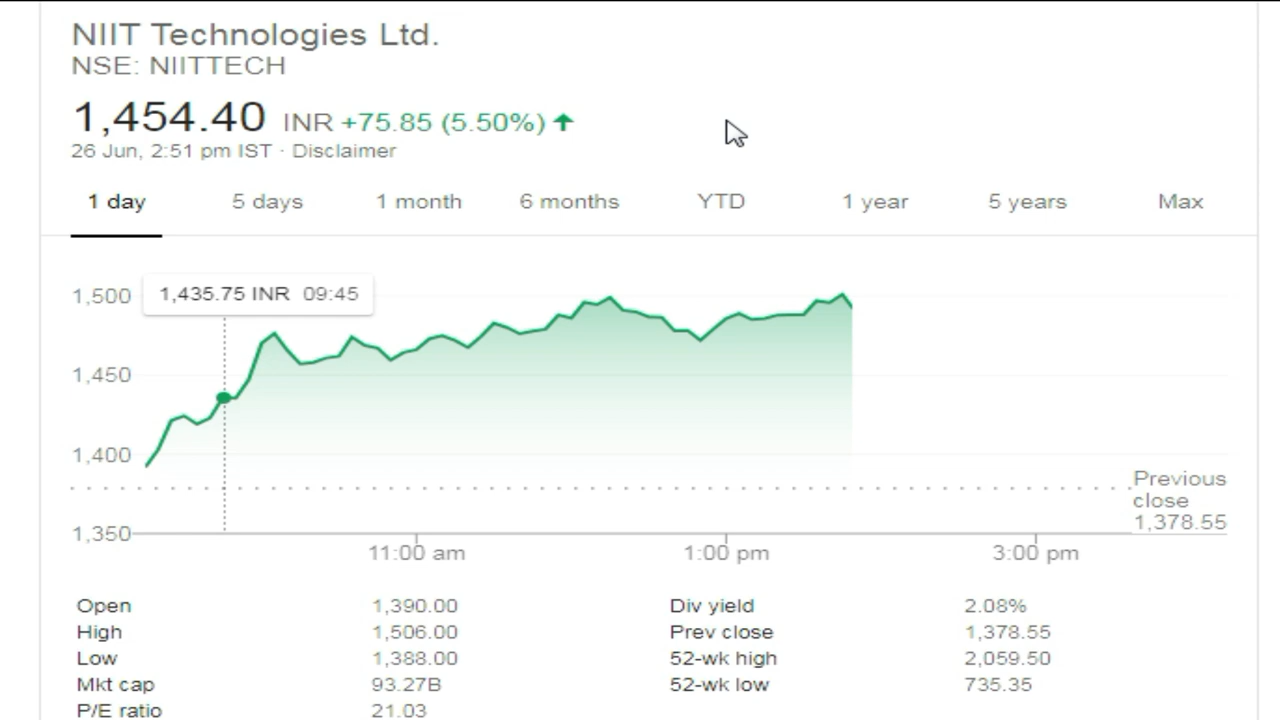 NIIT Technologies Ltd.
NSE: NIITTECH
1,454.40 INR +75.85 (5.50%)
26 Jun, 2:51 pm IST · Disclaimer
1 day 5 days 1 month 6 months YTD 1 year 5 years Max
1,435.75 INR 09:45
1,500
1,450
1,400
1,350
Previous
close
1,378.55
11:00 am 1:00 pm 3:00 pm
Open 1,390.00 Div yield 2.08%
High 1,506.00 Prev close 1,378.55
Low 1,388.00 52-wk high 2,059.50
Mkt cap 93.27B 52-wk low 735.35
P/E ratio 21.03